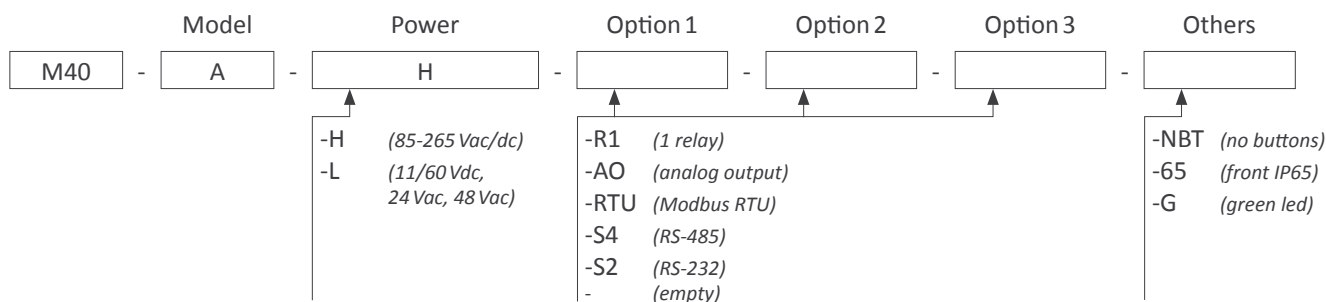 Model Power Option 1 Option 2 Option 3 Others
M40 - A - H - - - -
-H (85-265 Vac/dc) -R1 (1 relay) -NBT (no buttons)
-L (11/60 Vdc, -AO (analog output) -65 (front IP65)
24 Vac, 48 Vac) -RTU (Modbus RTU) -G (green led)
-S4 (RS-485)
-S2 (RS-232)
- (empty)